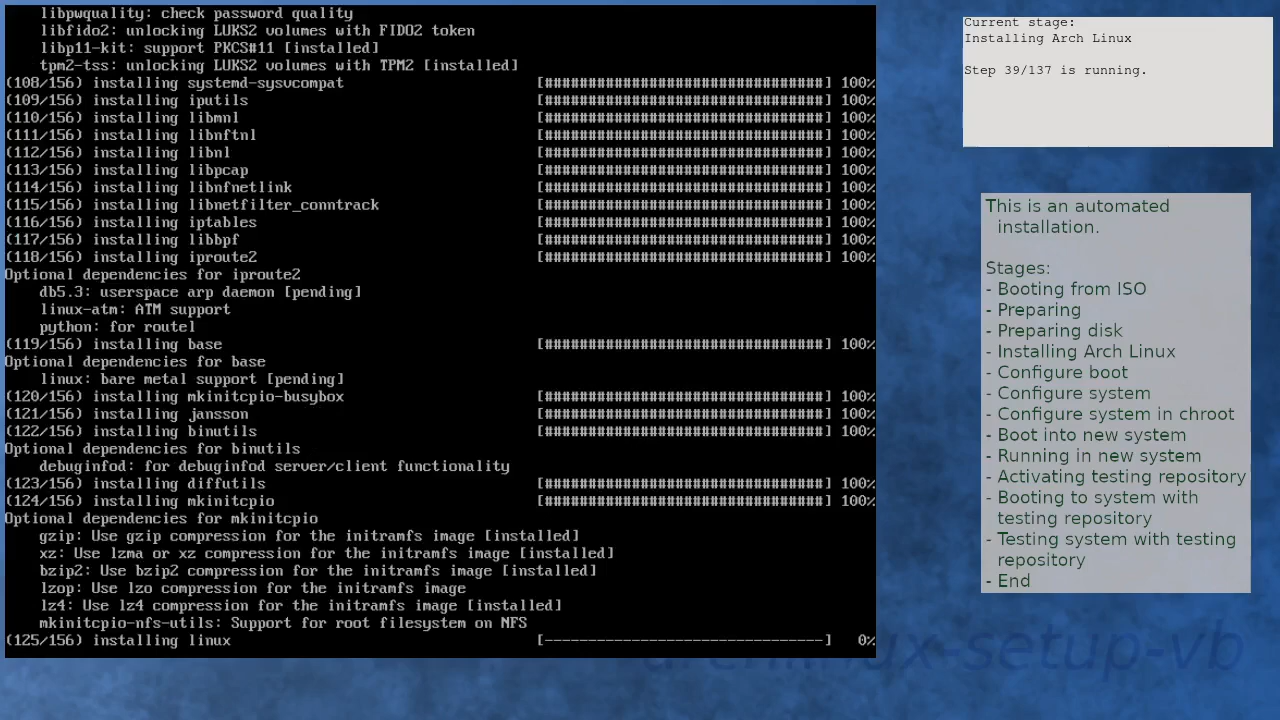 libpwquality: check password quality
libfido2: unlocking LUKS2 volumes with FIDO2 token
libp11-kit: support PKCS#11 [installed]
tpm2-tss: unlocking LUKS2 volumes with TPM2 [installed]
(108/156) installing systemd-sysvcompat [################################] 100%
(109/156) installing iputils [################################] 100%
(110/156) installing libmnl [################################] 100%
(111/156) installing libnftnl [################################] 100%
(112/156) installing libnl [################################] 100%
(113/156) installing libpcap [################################] 100%
(114/156) installing libnfnetlink [################################] 100%
(115/156) installing libnetfilter_conntrack [################################] 100%
(116/156) installing iptables [################################] 100%
(117/156) installing libbpf [################################] 100%
(118/156) installing iproute2 [################################] 100%
Optional dependencies for iproute2
db5.3: userspace arp daemon [pending]
linux-atm: ATM support
python: for routel
(119/156) installing base [################################] 100%
Optional dependencies for base
linux: bare metal support [pending]
(120/156) installing mkinitcpio-busybox [################################] 100%
(121/156) installing jansson [################################] 100%
(122/156) installing binutils [################################] 100%
Optional dependencies for binutils
debuginfod: for debuginfod server/client functionality
(123/156) installing diffutils [################################] 100%
(124/156) installing mkinitcpio [################################] 100%
Optional dependencies for mkinitcpio
gzip: Use gzip compression for the initramfs image [installed]
xz: Use lzma or xz compression for the initramfs image [installed]
bzip2: Use bzip2 compression for the initramfs image [installed]
lzop: Use lzo compression for the initramfs image
lz4: Use lz4 compression for the initramfs image [installed]
mkinitcpio-nfs-utils: Support for root filesystem on NFS
(125/156) installing linux [--------------------------------] 0%
Current stage:
Installing Arch Linux
Step 39/137 is running.
This is an automated
installation.
Stages:
- Booting from ISO
- Preparing
- Preparing disk
- Installing Arch Linux
- Configure boot
- Configure system
- Configure system in chroot
- Boot into new system
- Running in new system
- Activating testing repository
- Booting to system with
testing repository
- Testing system with testing
repository
- End
archlinux-setup-vb